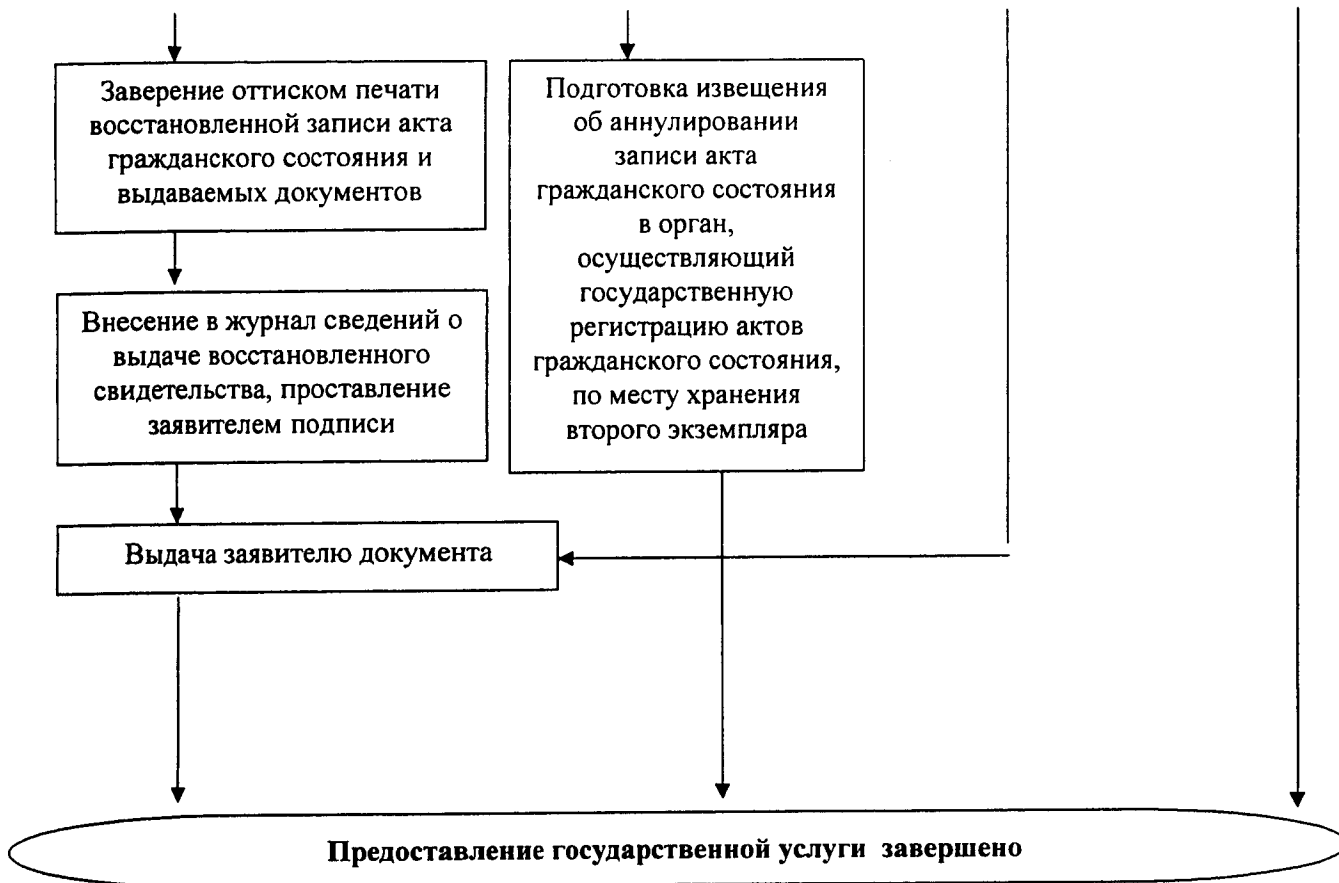 Заверение оттиском печати
восстановленной записи акта
гражданского состояния и
выдаваемых документов
Внесение в журнал сведений о
выдаче восстановленного
свидетельства, проставление
заявителем подписи
Выдача заявителю документа
Подготовка извещения
об аннулировании
записи акта
гражданского состояния
в орган,
осуществляющий
государственную
регистрацию актов
гражданского состояния,
по месту хранения
второго экземпляра
Предоставление государственной услуги завершено